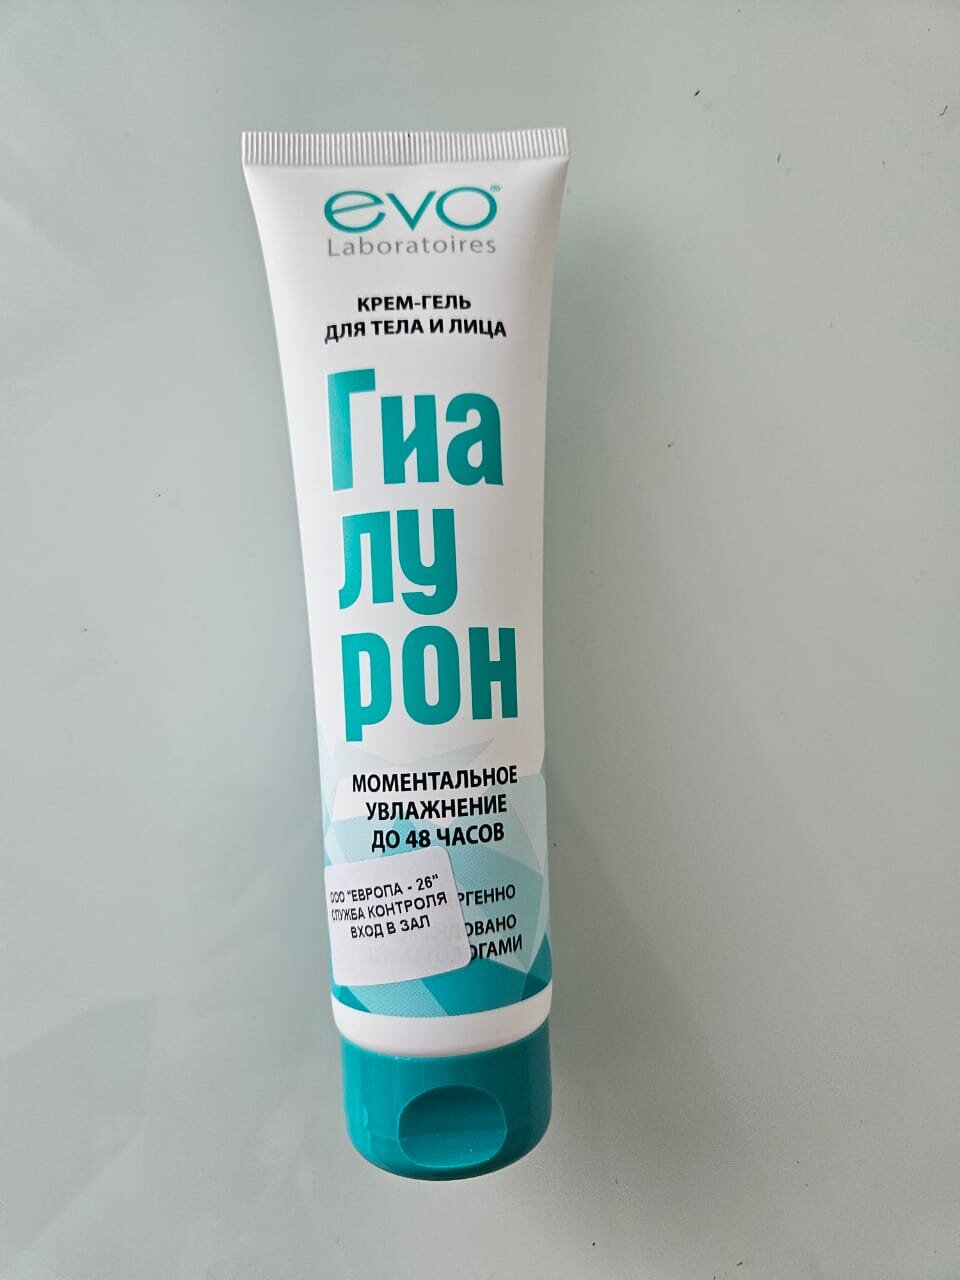 evo®
Laboratoires
КРЕМ-ГЕЛЬ
ДЛЯ ТЕЛА И ЛИЦА
Гиа
лу
рон
МОМЕНТАЛЬНОЕ
УВЛАЖНЕНИЕ
ДО 48 ЧАСОВ
ООО "ЕВРОПА - 26"
СЛУЖБА КОНТРОЛЯ
ВХОД В ЗАЛ